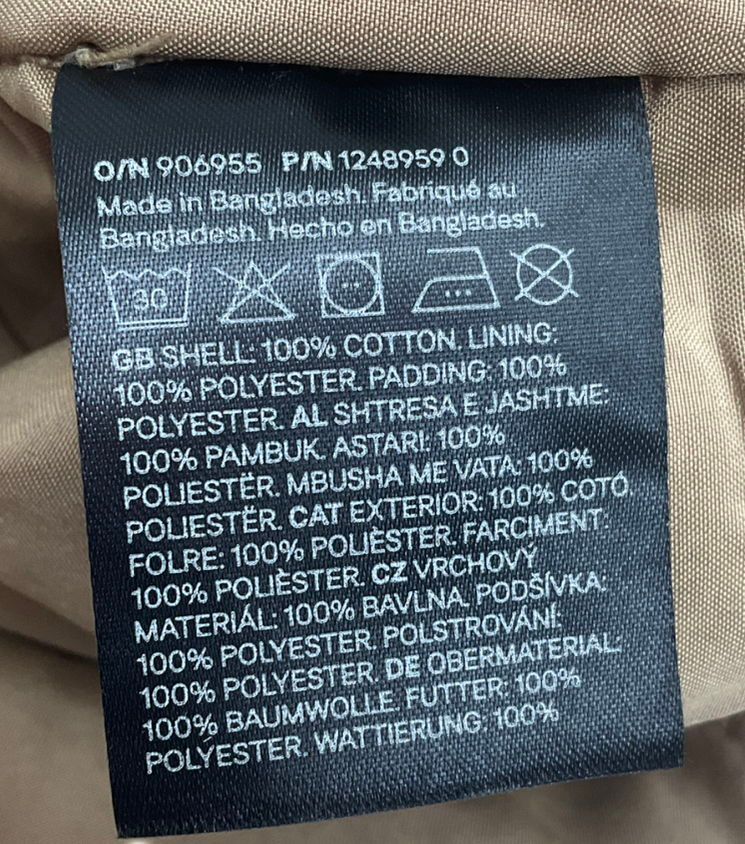 O/N 906955 P/N 1248959 0
Made in Bangladesh. Fabriqué au
Bangladesh. Hecho en Bangladesh.
30
GB SHELL: 100% COTTON. LINING:
100% POLYESTER. PADDING: 100%
POLYESTER. AL SHTRESA E JASHTME:
100% PAMBUK. ASTARI: 100%
POLIESTËR. MBUSHA ME VATA: 100%
POLIESTËR. CAT EXTERIOR: 100% COTÓ.
FOLRE: 100% POLIÈSTER. FARCIMENT:
100% POLIÈSTER. CZ VRCHOVÝ
MATERIÁL: 100% BAVLNA. PODŠÍVKA:
100% POLYESTER. POLSTROVÁNÍ:
100% POLYESTER. DE OBERMATERIAL:
100% BAUMWOLLE. FUTTER: 100%
POLYESTER. WATTIERUNG: 100%